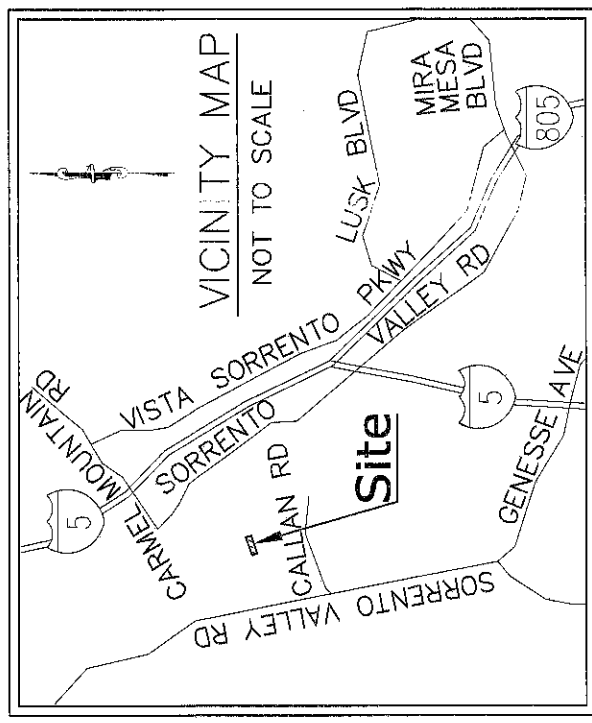 VICINITY MAP
NOT TO SCALE
5
CARMEL
MOUNTAIN
RD
VISTA SORRENTO PKWY
SORRENTO
VALLEY RD
LUSK BLVD
MIRA
MESA
BLVD
805
CALLAN RD
Site
5
SORRENTO VALLEY RD
GENESSE AVE